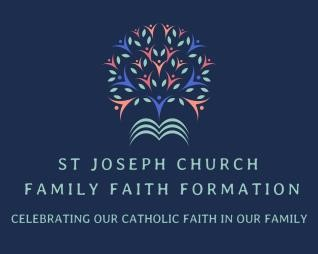 ST JOSEPH CHURCH
FAMILY FAITH FORMATION
CELEBRATING OUR CATHOLIC FAITH IN OUR FAMILY